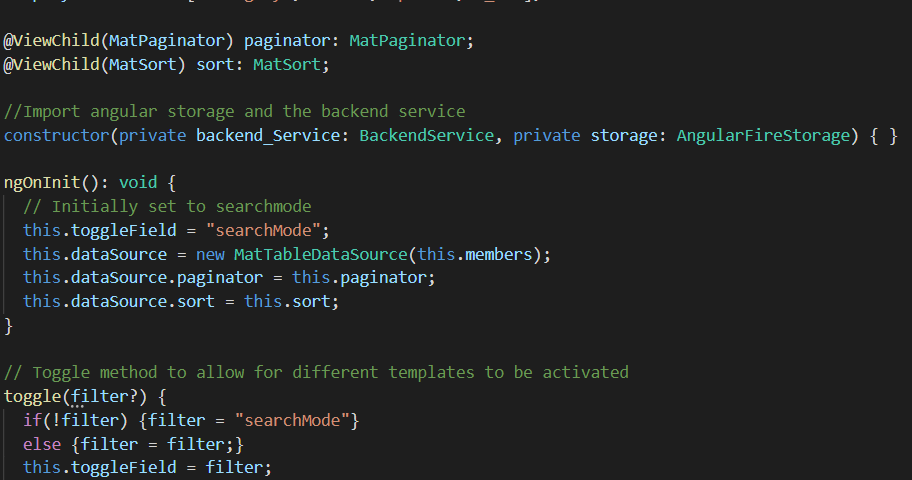 @ViewChild(MatPaginator) paginator: MatPaginator;
@ViewChild(MatSort) sort: MatSort;
//Import angular storage and the backend service
constructor(private backend_Service: BackendService, private storage: AngularFireStorage) { }
ngOnInit(): void {
// Initially set to searchmode
this.toggleField = "searchMode";
this.dataSource = new MatTableDataSource(this.members);
this.dataSource.paginator = this.paginator;
this.dataSource.sort = this.sort;
}
// Toggle method to allow for different templates to be activated
toggle(filter?) {
if(!filter) {filter = "searchMode"}
else {filter = filter;}
this.toggleField = filter;